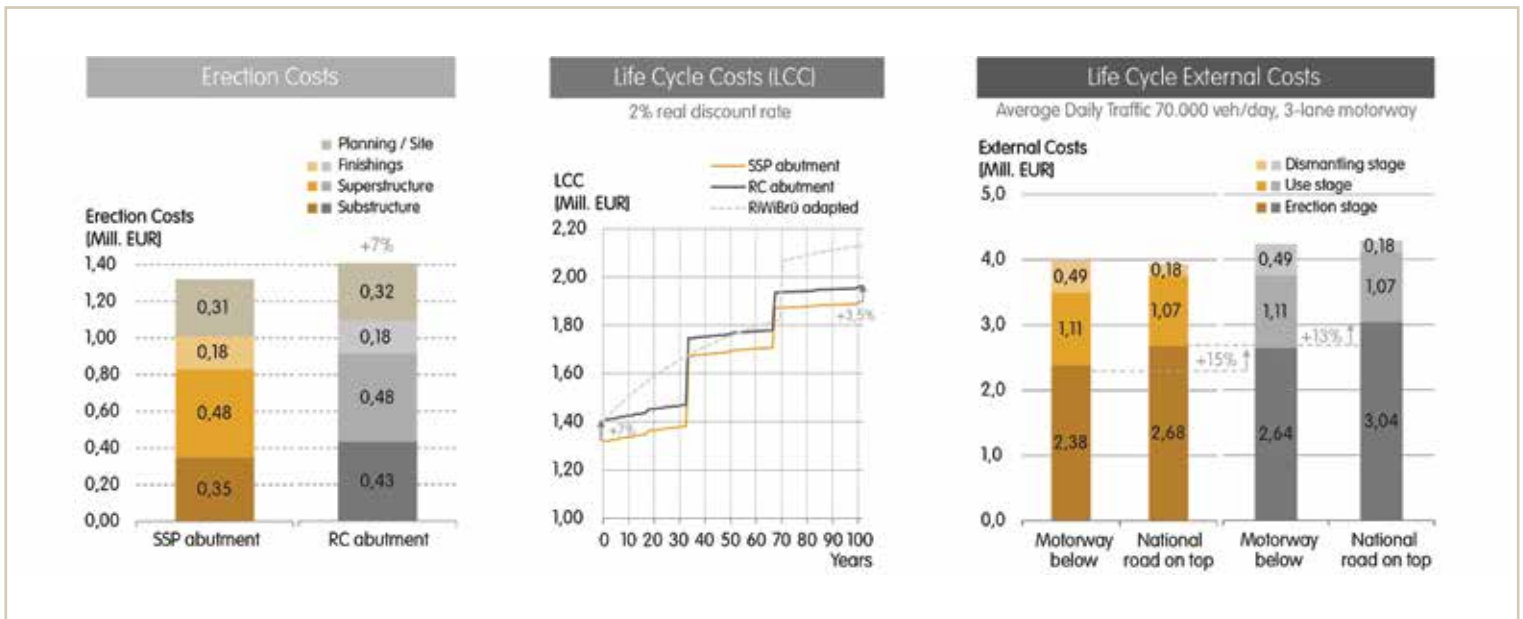 Erection Costs
Planning / Site
Finishings
Superstructure
Substructure
Erection Costs
[Mill. EUR]
+7%
1,40
1,20
1,00
0,80
0,60
0,40
0,20
0,00
0,31
0,18
0,48
0,35
0,32
0,18
0,48
0,43
SSP abutment
RC abutment
Life Cycle Costs (LCC)
2% real discount rate
SSP abutment
RC abutment
RiWiBrü adapted
LCC
[Mill. EUR]
2,20
2,00
1,80
1,60
1,40
1,20
1,00
+7%
+3,5%
0 10 20 30 40 50 60 70 80 90 100
Years
Life Cycle External Costs
Average Daily Traffic 70.000 veh/day, 3-lane motorway
External Costs
[Mill. EUR]
Dismantling stage
Use stage
Erection stage
5,0
4,0
3,0
2,0
1,0
0,0
0,49
1,11
2,38
0,18
1,07
2,68
+15%
0,49
1,11
2,64
+13%
0,18
1,07
3,04
Motorway
below
National
road on top
Motorway
below
National
road on top